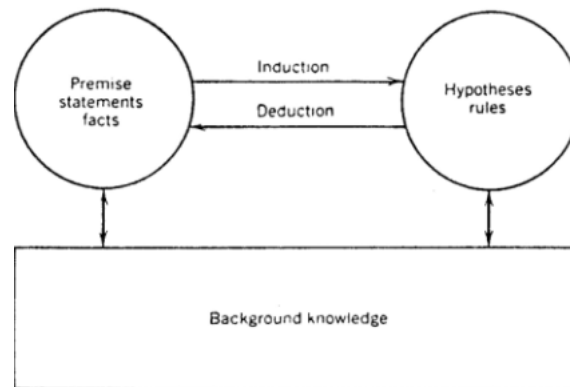 Premise
statements
facts
Induction
Deduction
Hypotheses
rules
Background knowledge